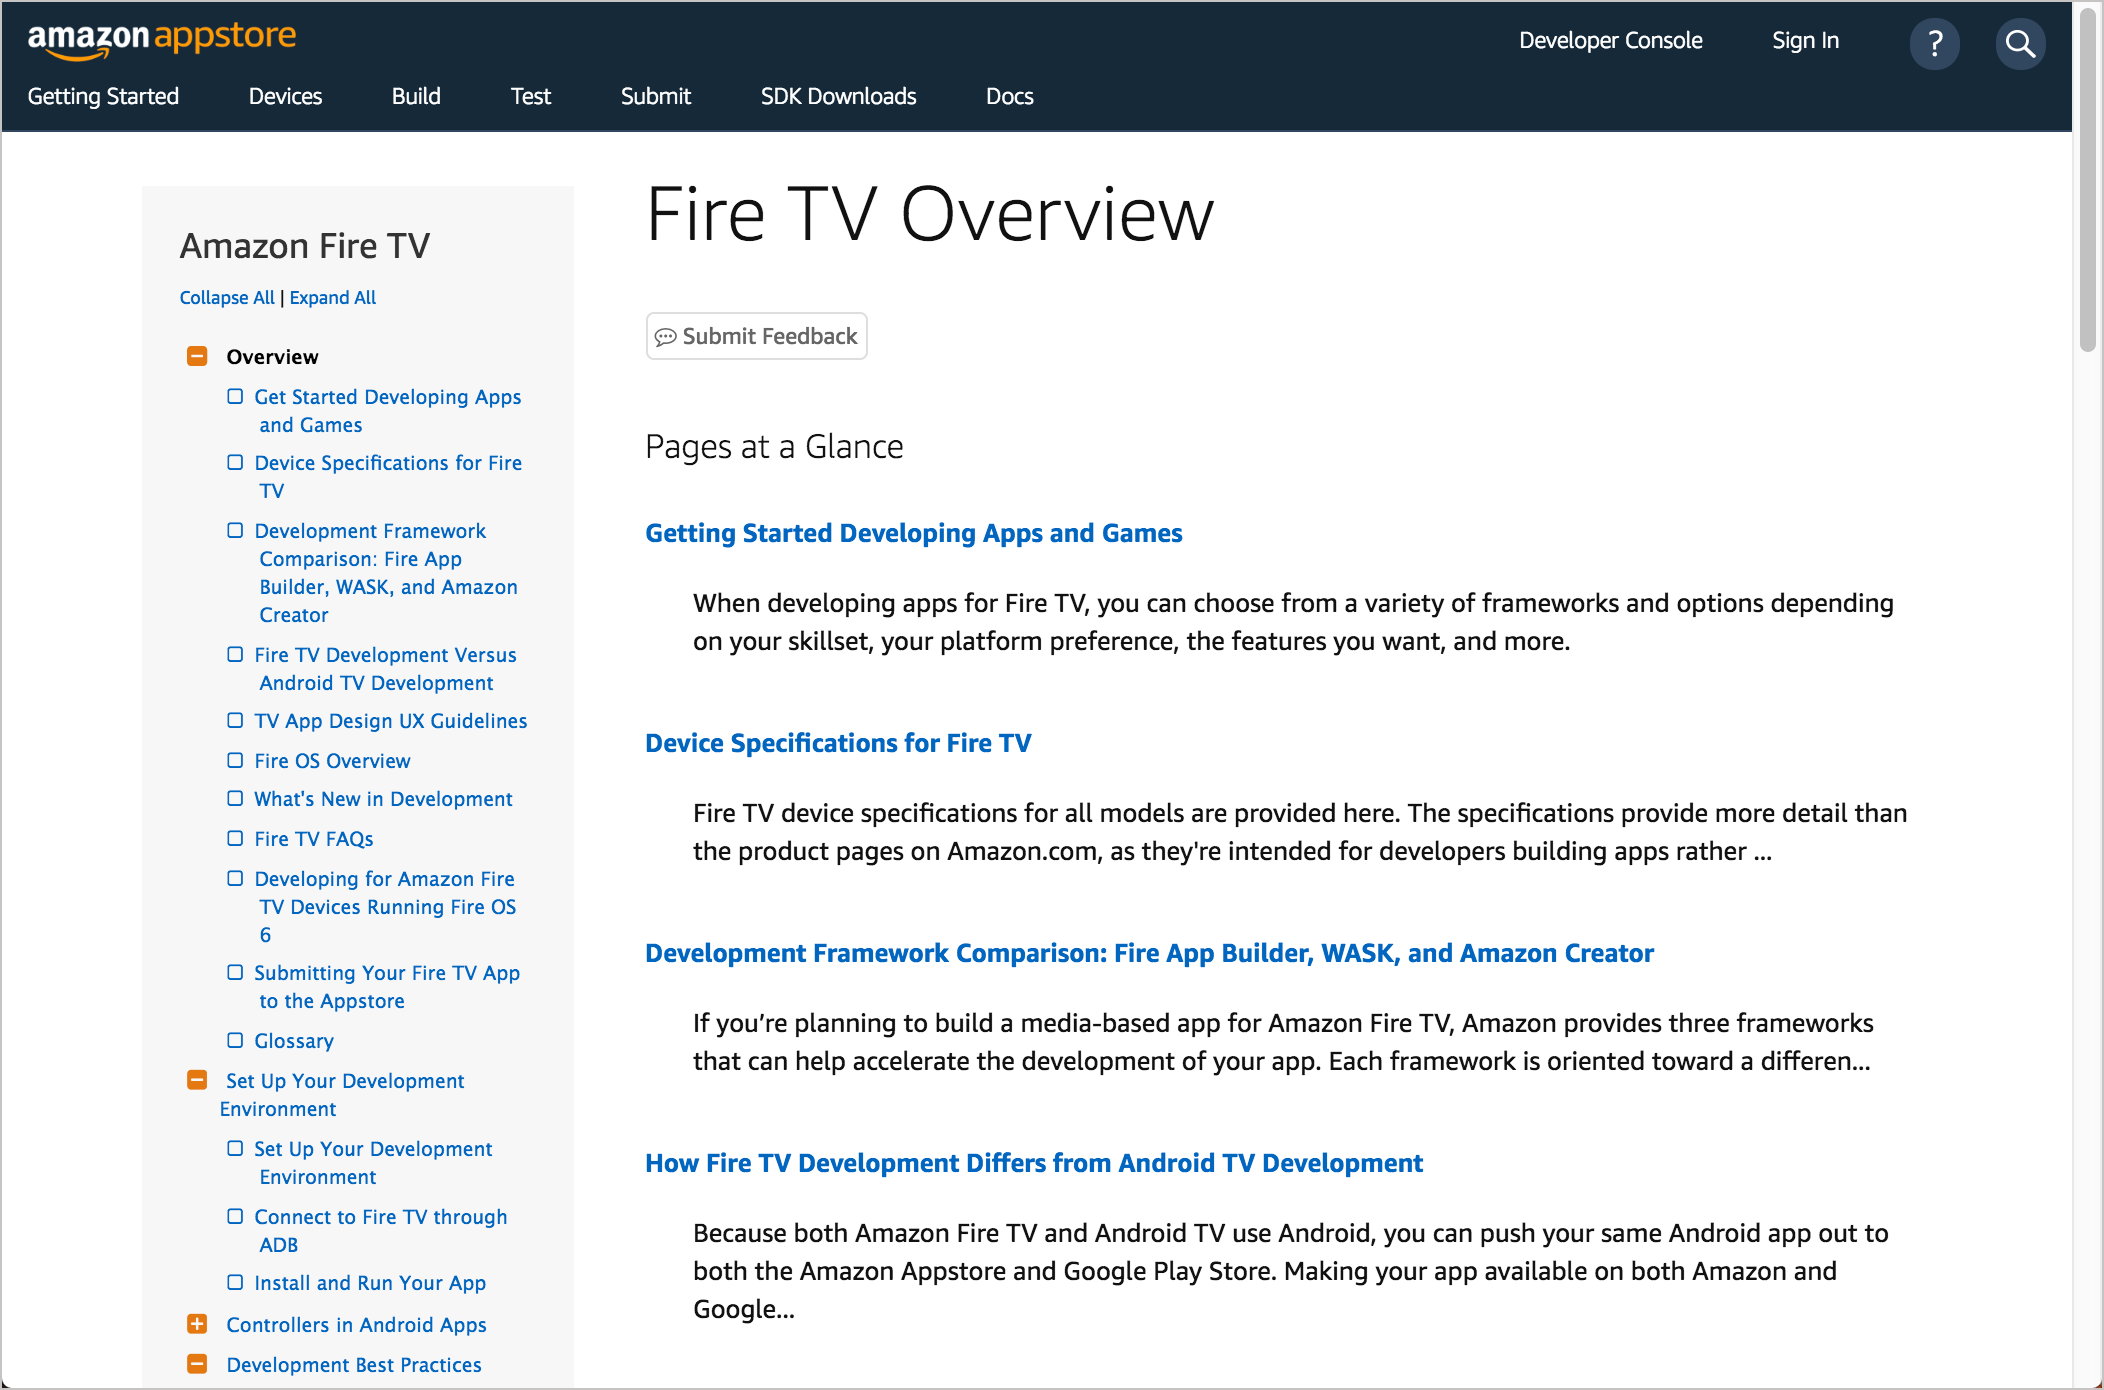 amazon appstore
Developer Console
Sign In
?
Getting Started
Devices
Build
Test
Submit
SDK Downloads
Docs
Amazon Fire TV
Collapse All | Expand All
Overview
Get Started Developing Apps
and Games
Device Specifications for Fire
TV
Development Framework
Comparison: Fire App
Builder, WASK, and Amazon
Creator
Fire TV Development Versus
Android TV Development
TV App Design UX Guidelines
Fire OS Overview
What's New in Development
Fire TV FAQs
Developing for Amazon Fire
TV Devices Running Fire OS
6
Submitting Your Fire TV App
to the Appstore
Glossary
Set Up Your Development
Environment
Set Up Your Development
Environment
Connect to Fire TV through
ADB
Install and Run Your App
Controllers in Android Apps
Development Best Practices
Fire TV Overview
Submit Feedback
Pages at a Glance
Getting Started Developing Apps and Games
When developing apps for Fire TV, you can choose from a variety of frameworks and options depending
on your skillset, your platform preference, the features you want, and more.
Device Specifications for Fire TV
Fire TV device specifications for all models are provided here. The specifications provide more detail than
the product pages on Amazon.com, as they're intended for developers building apps rather ...
Development Framework Comparison: Fire App Builder, WASK, and Amazon Creator
If you’re planning to build a media-based app for Amazon Fire TV, Amazon provides three frameworks
that can help accelerate the development of your app. Each framework is oriented toward a differen...
How Fire TV Development Differs from Android TV Development
Because both Amazon Fire TV and Android TV use Android, you can push your same Android app out to
both the Amazon Appstore and Google Play Store. Making your app available on both Amazon and
Google...